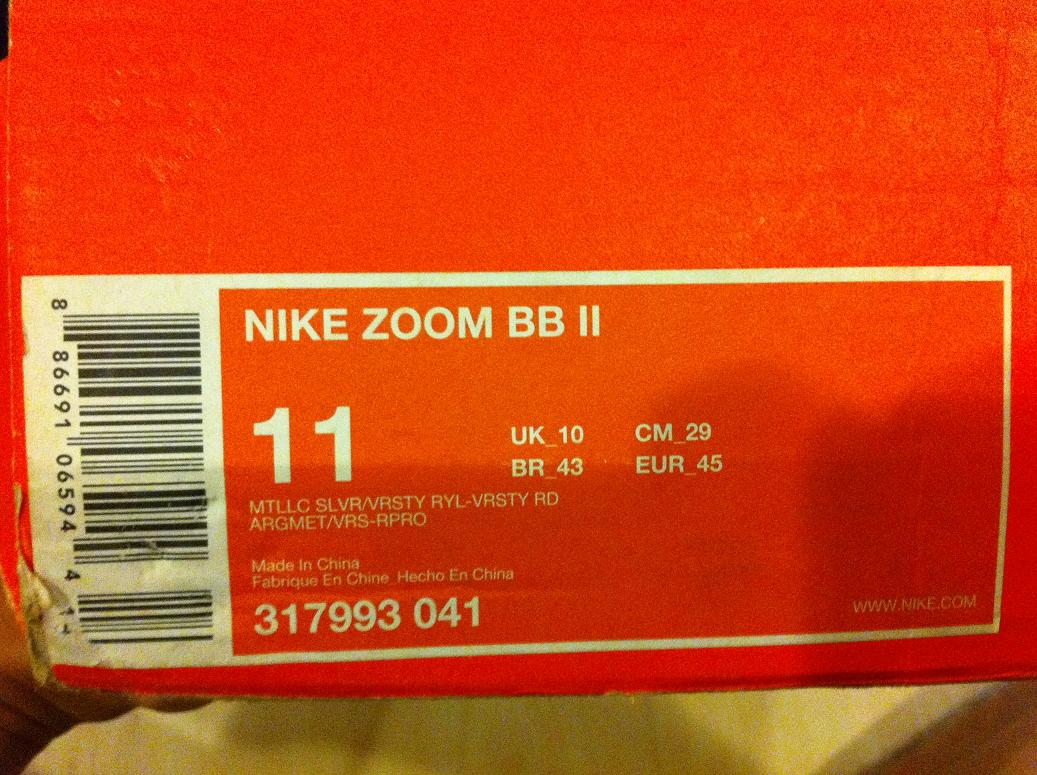 NIKE ZOOM BB II
11
UK_10 CM_29
BR_43 EUR_45
MTLLC SLVR/VRSTY RYL-VRSTY RD
ARGMET/VRS-RPRO
Made In China
Fabrique En Chine_Hecho En China
317993 041
WWW.NIKE.COM
8 86691 06594 4